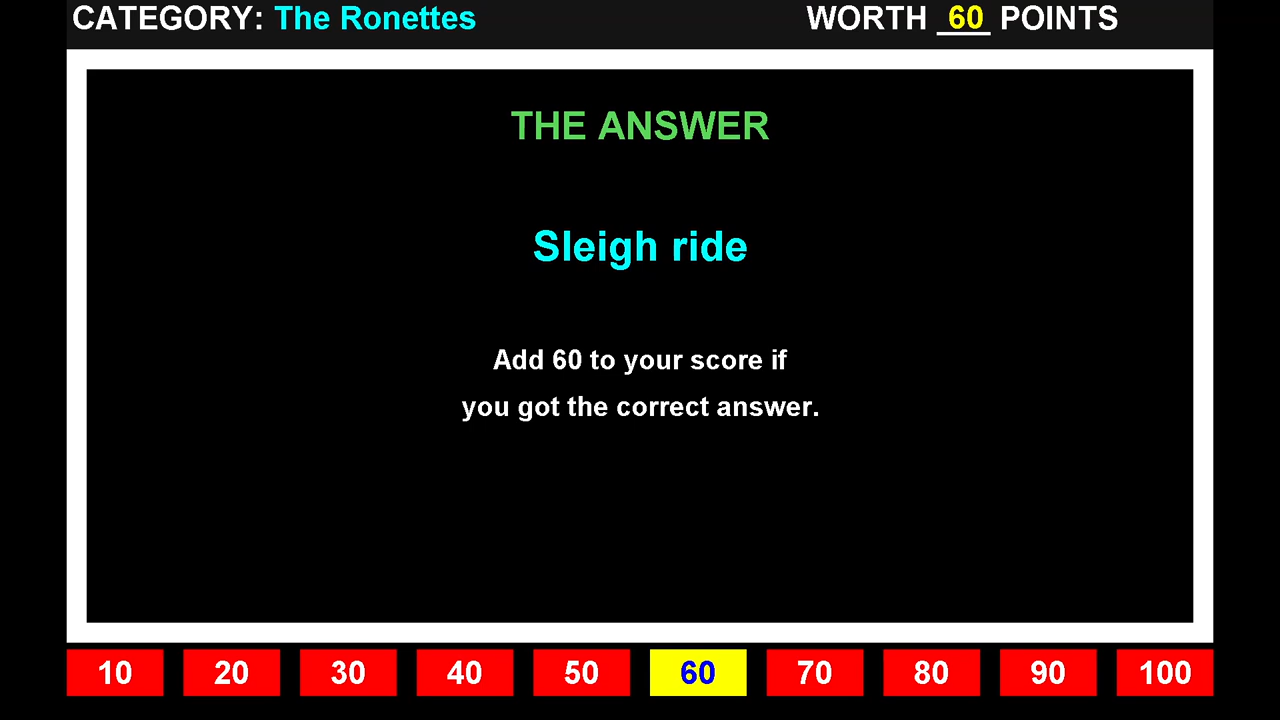 CATEGORY: The Ronettes WORTH 60 POINTS
THE ANSWER
Sleigh ride
Add 60 to your score if
you got the correct answer.
10 20 30 40 50 60 70 80 90 100